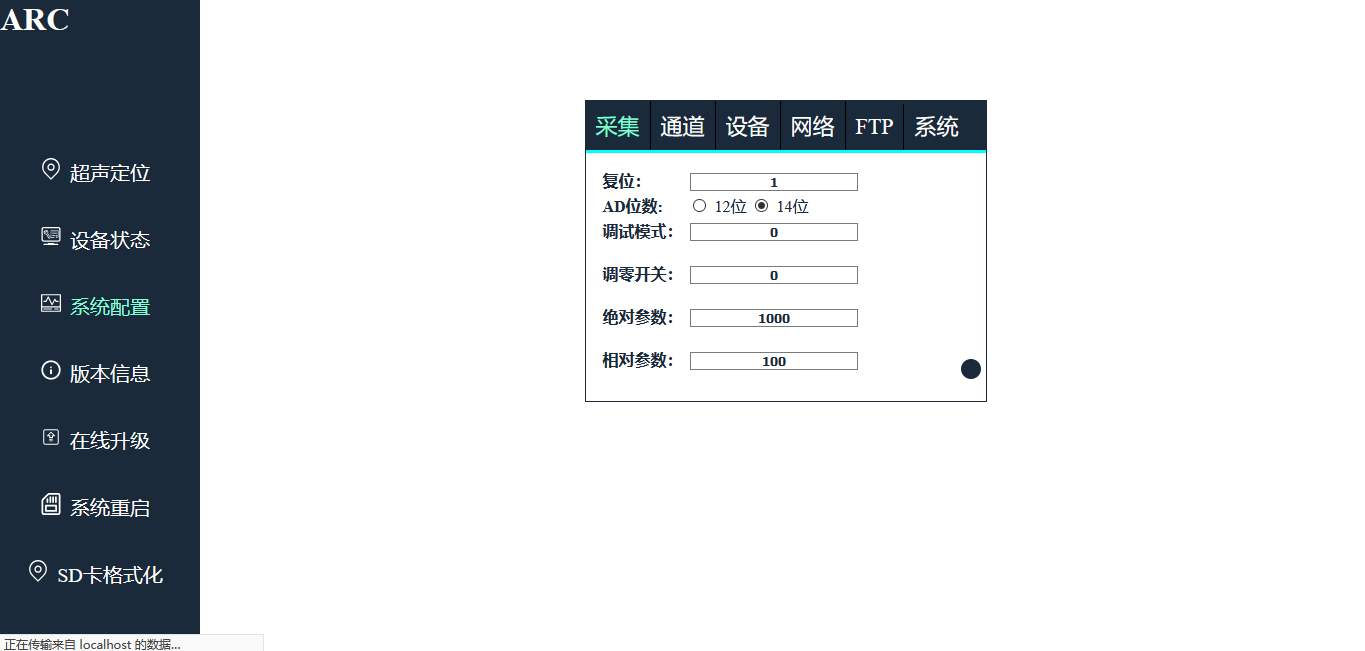 ARC
超声定位
设备状态
系统配置
版本信息
在线升级
系统重启
SD卡格式化
采集 通道 设备 网络 FTP 系统
复位: 1
AD位数: 12位 14位
调试模式: 0
调零开关: 0
绝对参数: 1000
相对参数: 100
正在传输来自 localhost 的数据...